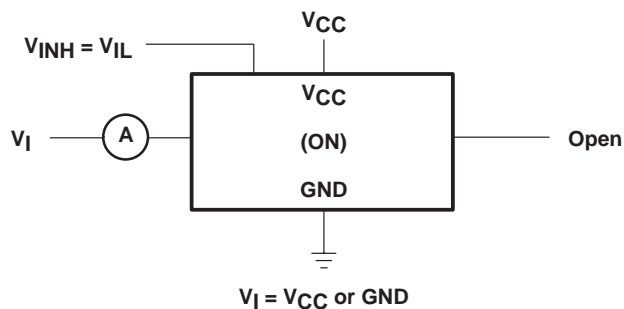 VCC
VINH = VIL
VCC
VI
A
(ON)
Open
GND
VI = VCC or GND